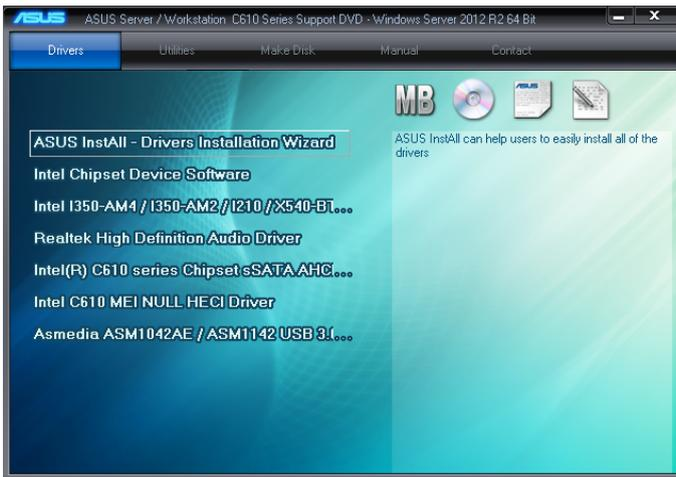 ASUS ASUS Server / Workstation C610 Series Support DVD - Windows Server 2012 R2 64 Bit
Drivers Utilities Make Disk Manual Contact
MB
ASUS InstAll - Drivers Installation Wizard
Intel Chipset Device Software
Intel I350-AM4 / I350-AM2 / I210 / X540-BT...
Realtek High Definition Audio Driver
Intel(R) C610 series Chipset sSATA AHCI...
Intel C610 MEI NULL HECI Driver
Asmedia ASM1042AE / ASM1142 USB 3.(...
ASUS InstAll can help users to easily install all of the
drivers